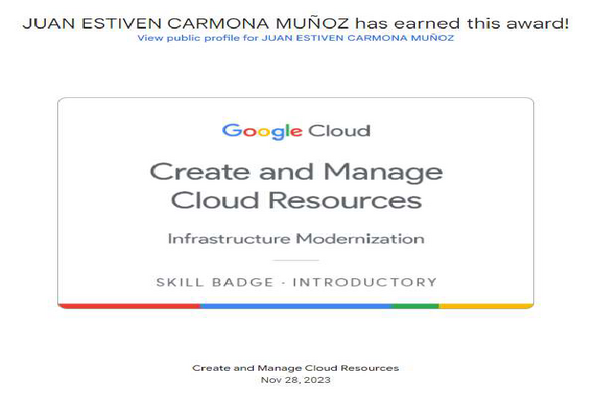 JUAN ESTIVEN CARMONA MUÑOZ has earned this award!
View public profile for JUAN ESTIVEN CARMONA MUÑOZ
Google Cloud
Create and Manage
Cloud Resources
Infrastructure Modernization
SKILL BADGE · INTRODUCTORY
Create and Manage Cloud Resources
Nov 28, 2023